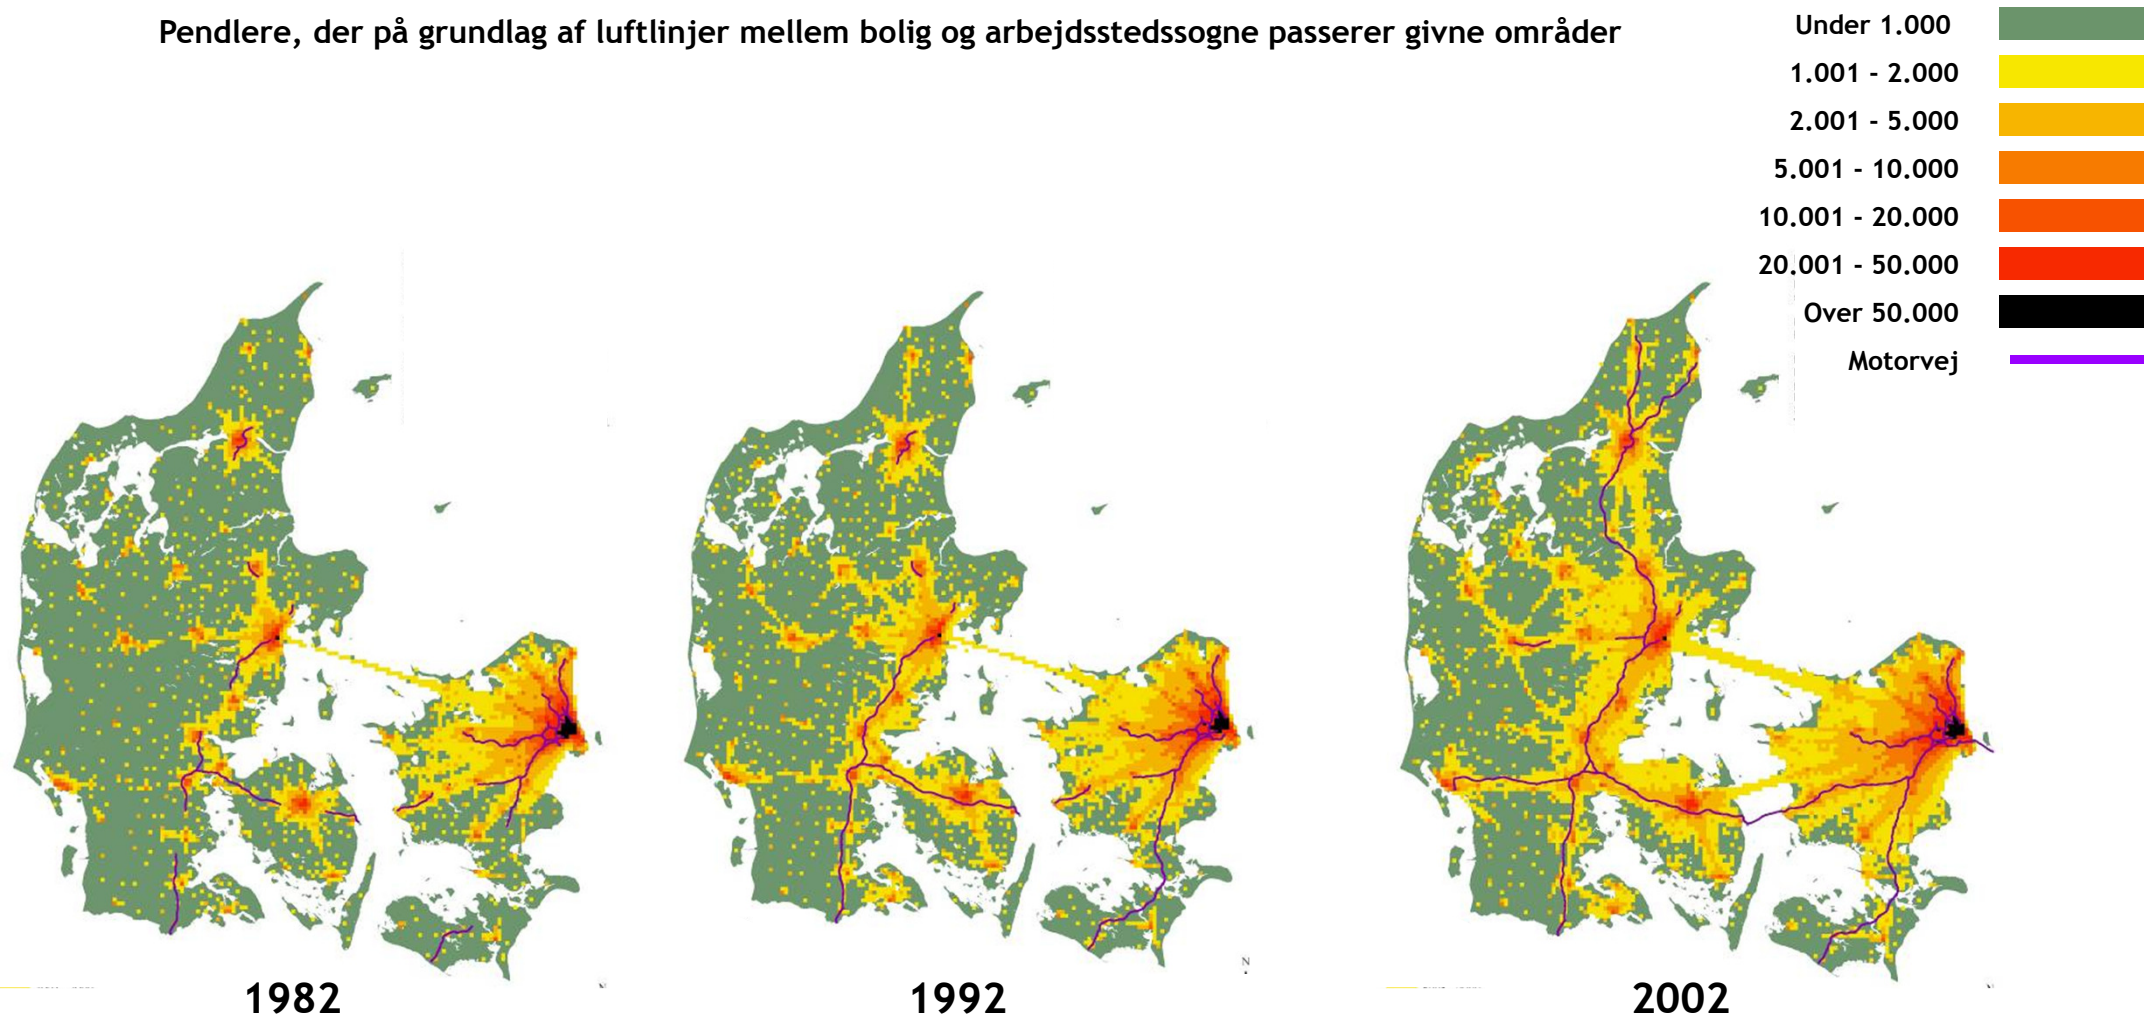 Pendlere, der på grundlag af luftlinjer mellem bolig og arbejdsstedssogne passerer givne områder
Under 1.000
1.001 - 2.000
2.001 - 5.000
5.001 - 10.000
10.001 - 20.000
20.001 - 50.000
Over 50.000
Motorvej
N
1982
1992
2002